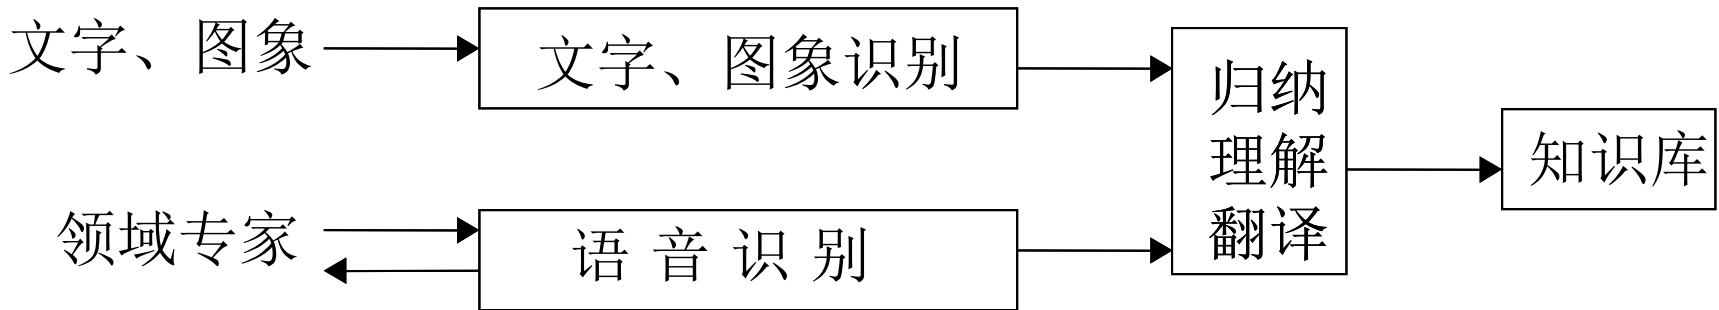 文字、图象
文字、图象识别
领域专家
语音识别
归纳
理解
翻译
知识库